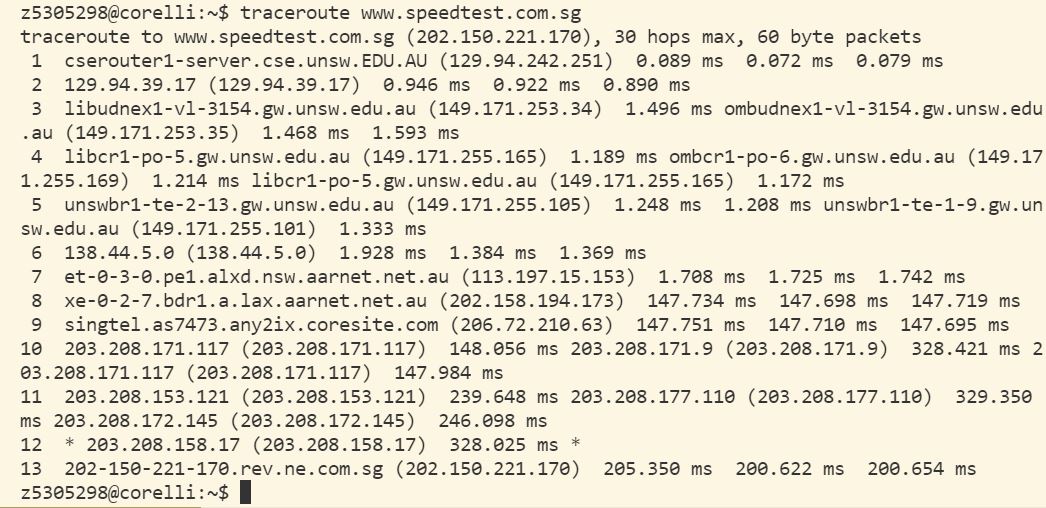 z5305298@corelli:~$ traceroute www.speedtest.com.sg
traceroute to www.speedtest.com.sg (202.150.221.170), 30 hops max, 60 byte packets
 1  cserouter1-server.cse.unsw.EDU.AU (129.94.242.251)  0.089 ms  0.072 ms  0.079 ms
 2  129.94.39.17 (129.94.39.17)  0.946 ms  0.922 ms  0.890 ms
 3  libudnex1-vl-3154.gw.unsw.edu.au (149.171.253.34)  1.496 ms ombudnex1-vl-3154.gw.unsw.edu
.au (149.171.253.35)  1.468 ms  1.593 ms
 4  libcr1-po-5.gw.unsw.edu.au (149.171.255.165)  1.189 ms ombcr1-po-6.gw.unsw.edu.au (149.17
1.255.169)  1.214 ms libcr1-po-5.gw.unsw.edu.au (149.171.255.165)  1.172 ms
 5  unswbr1-te-2-13.gw.unsw.edu.au (149.171.255.105)  1.248 ms  1.208 ms unswbr1-te-1-9.gw.un
sw.edu.au (149.171.255.101)  1.333 ms
 6  138.44.5.0 (138.44.5.0)  1.928 ms  1.384 ms  1.369 ms
 7  et-0-3-0.pe1.alxd.nsw.aarnet.net.au (113.197.15.153)  1.708 ms  1.725 ms  1.742 ms
 8  xe-0-2-7.bdr1.a.lax.aarnet.net.au (202.158.194.173)  147.734 ms  147.698 ms  147.719 ms
 9  singtel.as7473.any2ix.coresite.com (206.72.210.63)  147.751 ms  147.710 ms  147.695 ms
10  203.208.171.117 (203.208.171.117)  148.056 ms 203.208.171.9 (203.208.171.9)  328.421 ms 2
03.208.171.117 (203.208.171.117)  147.984 ms
11  203.208.153.121 (203.208.153.121)  239.648 ms 203.208.177.110 (203.208.177.110)  329.350
ms 203.208.172.145 (203.208.172.145)  246.098 ms
12  * 203.208.158.17 (203.208.158.17)  328.025 ms *
13  202-150-221-170.rev.ne.com.sg (202.150.221.170)  205.350 ms  200.622 ms  200.654 ms
z5305298@corelli:~$